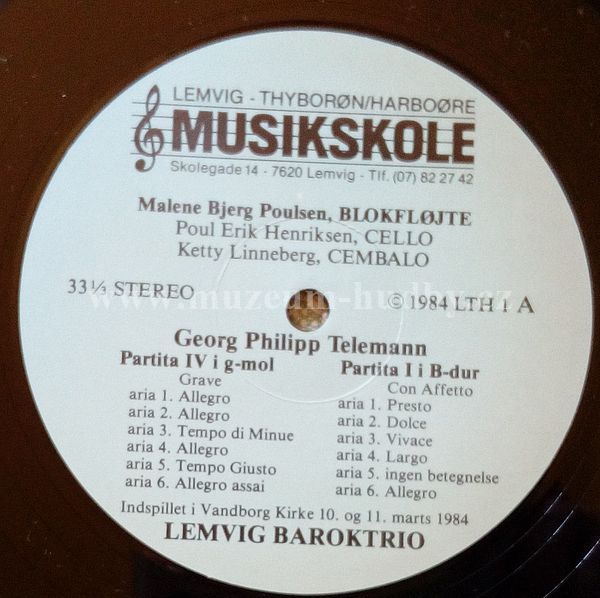 LEMVIG - THYBORØN/HARBOØRE
MUSIKSKOLE
Skolegade 14 - 7620 Lemvig - Tlf. (07) 82 27 42
Malene Bjerg Poulsen, BLOKFLØJTE
Poul Erik Henriksen, CELLO
Ketty Linneberg, CEMBALO
33 1/3 STEREO
© 1984 LTH 1 A
www.muzeum-hudby.cz
Georg Philipp Telemann
Partita IV i g-mol
Grave
aria 1. Allegro
aria 2. Allegro
aria 3. Tempo di Minue
aria 4. Allegro
aria 5. Tempo Giusto
aria 6. Allegro assai
Partita I i B-dur
Con Affetto
aria 1. Presto
aria 2. Dolce
aria 3. Vivace
aria 4. Largo
aria 5. ingen betegnelse
aria 6. Allegro
Indspillet i Vandborg Kirke 10. og 11. marts 1984
LEMVIG BAROKTRIO